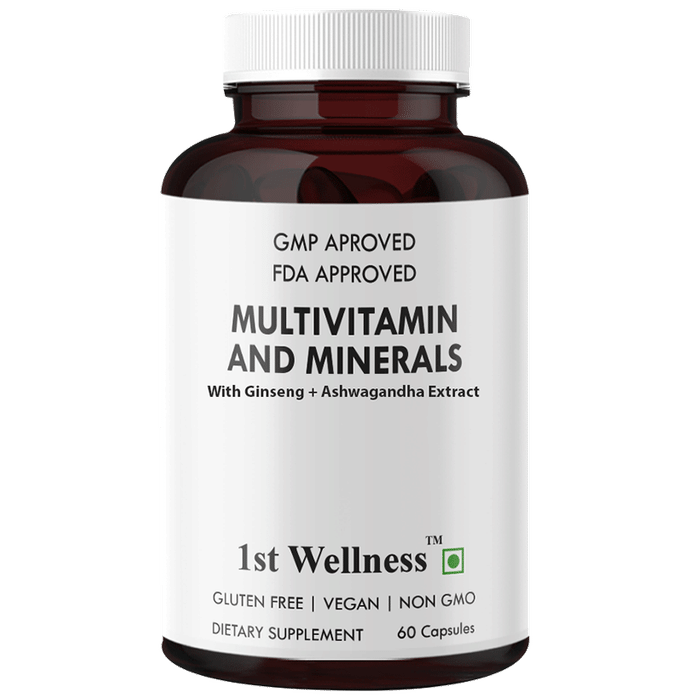 GMP APROVED
FDA APPROVED
MULTIVITAMIN
AND MINERALS
With Ginseng + Ashwagandha Extract
1st Wellness™
GLUTEN FREE | VEGAN | NON GMO
DIETARY SUPPLEMENT 60 Capsules